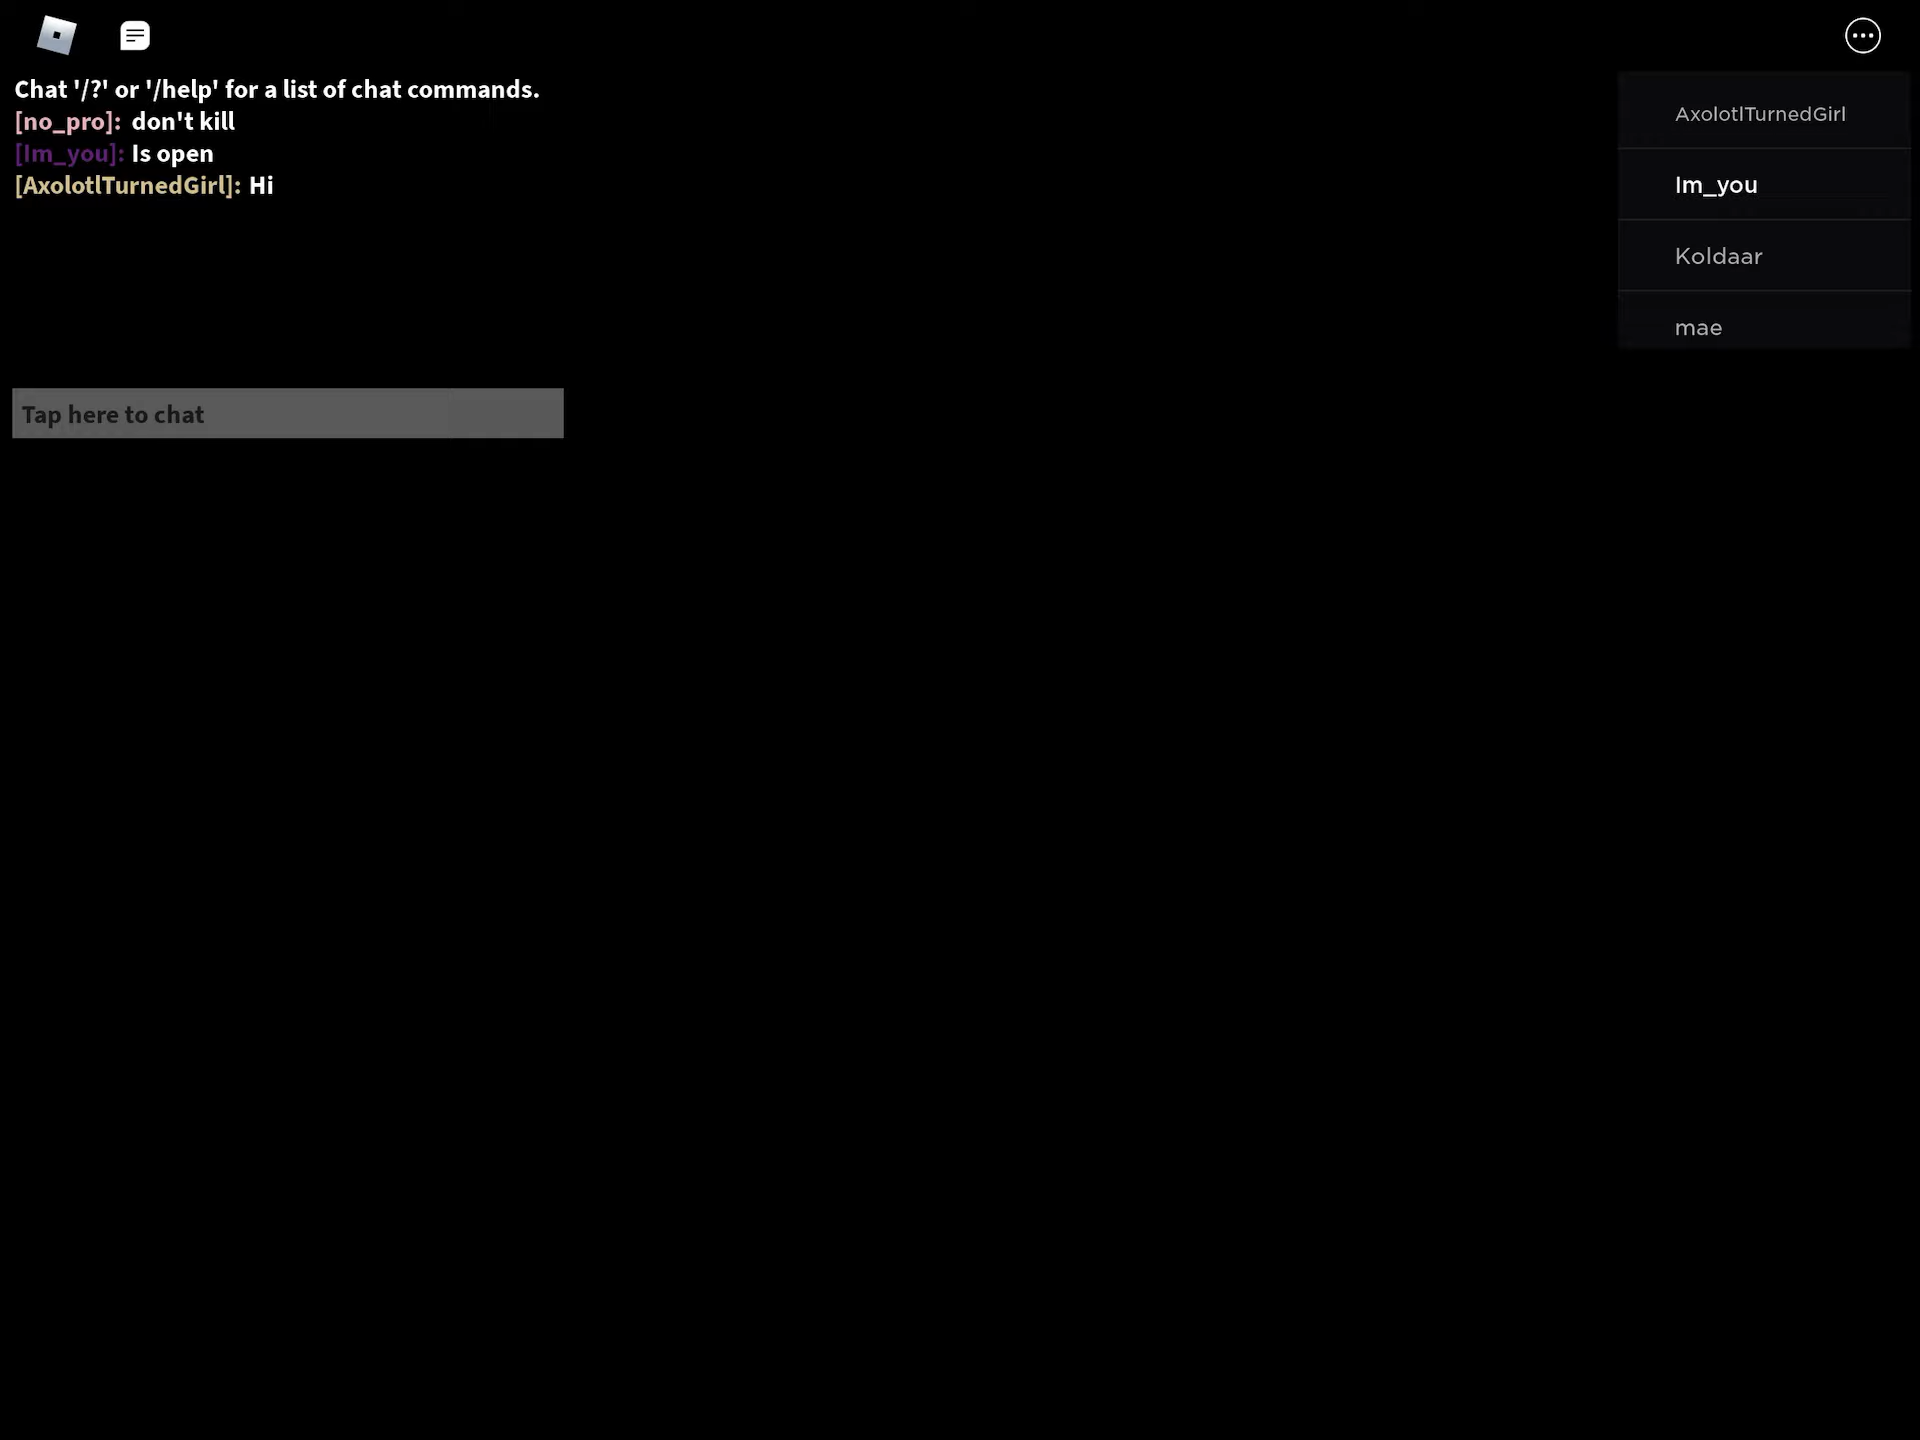 Chat '/?' or '/help' for a list of chat commands.
[no_pro]: don't kill
[Im_you]: Is open
[AxolotlTurnedGirl]: Hi
Tap here to chat
AxolotlTurnedGirl
Im_you
Koldaar
mae